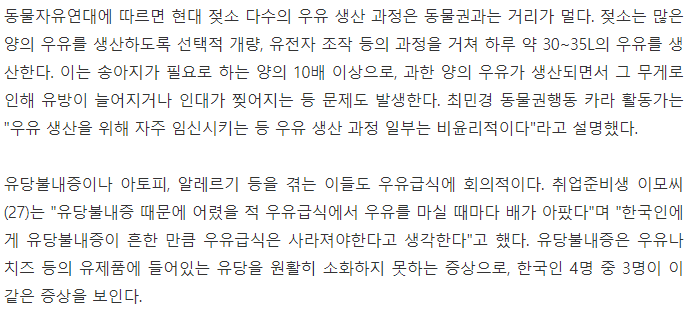 동물자유연대에 따르면 현대 젖소 다수의 우유 생산 과정은 동물권과는 거리가 멀다. 젖소는 많은
양의 우유를 생산하도록 선택적 개량, 유전자 조작 등의 과정을 거쳐 하루 약 30~35L의 우유를 생
산한다. 이는 송아지가 필요로 하는 양의 10배 이상으로, 과한 양의 우유가 생산되면서 그 무게로
인해 유방이 늘어지거나 인대가 찢어지는 등 문제도 발생한다. 최민경 동물권행동 카라 활동가는
"우유 생산을 위해 자주 임신시키는 등 우유 생산 과정 일부는 비윤리적이다"라고 설명했다.
유당불내증이나 아토피, 알레르기 등을 겪는 이들도 우유급식에 회의적이다. 취업준비생 이모씨
(27)는 "유당불내증 때문에 어렸을 적 우유급식에서 우유를 마실 때마다 배가 아팠다"며 "한국인에
게 유당불내증이 흔한 만큼 우유급식은 사라져야한다고 생각한다"고 했다. 유당불내증은 우유나
치즈 등의 유제품에 들어있는 유당을 원활히 소화하지 못하는 증상으로, 한국인 4명 중 3명이 이
같은 증상을 보인다.